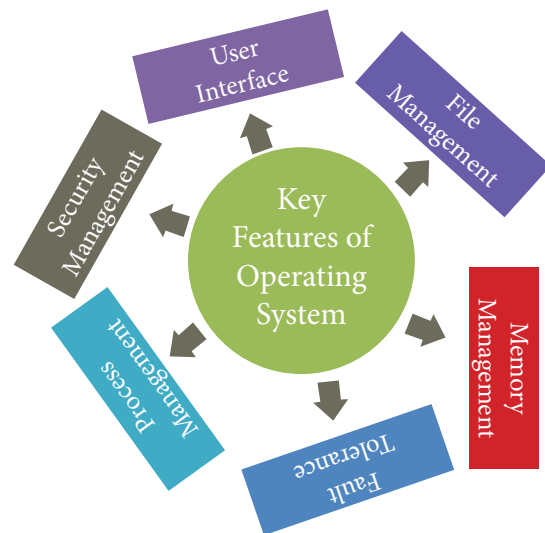 Key
Features of
Operating
System
User
Interface
File
Management
Memory
Management
Fault
Tolerance
Process
Management
Security
Management